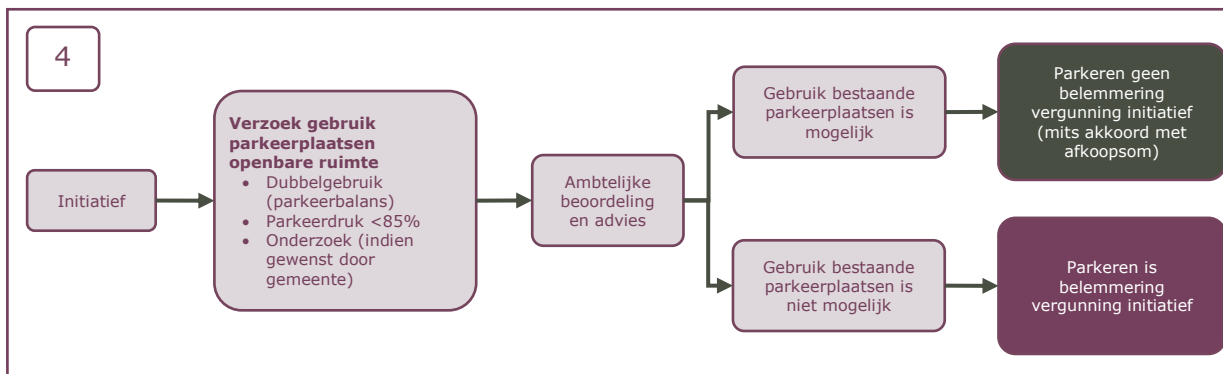 4
Initiatief
Verzoek gebruik
parkeerplaatsen
openbare ruimte
• Dubbelgebruik
(parkeerbalans)
• Parkeerdruk <85%
• Onderzoek (indien
gewenst door
gemeente)
Ambtelijke
beoordeling
en advies
Gebruik bestaande
parkeerplaatsen is
mogelijk
Parkeren geen
belemmering
vergunning initiatief
(mits akkoord met
afkoopsom)
Gebruik bestaande
parkeerplaatsen is
niet mogelijk
Parkeren is
belemmering
vergunning initiatief